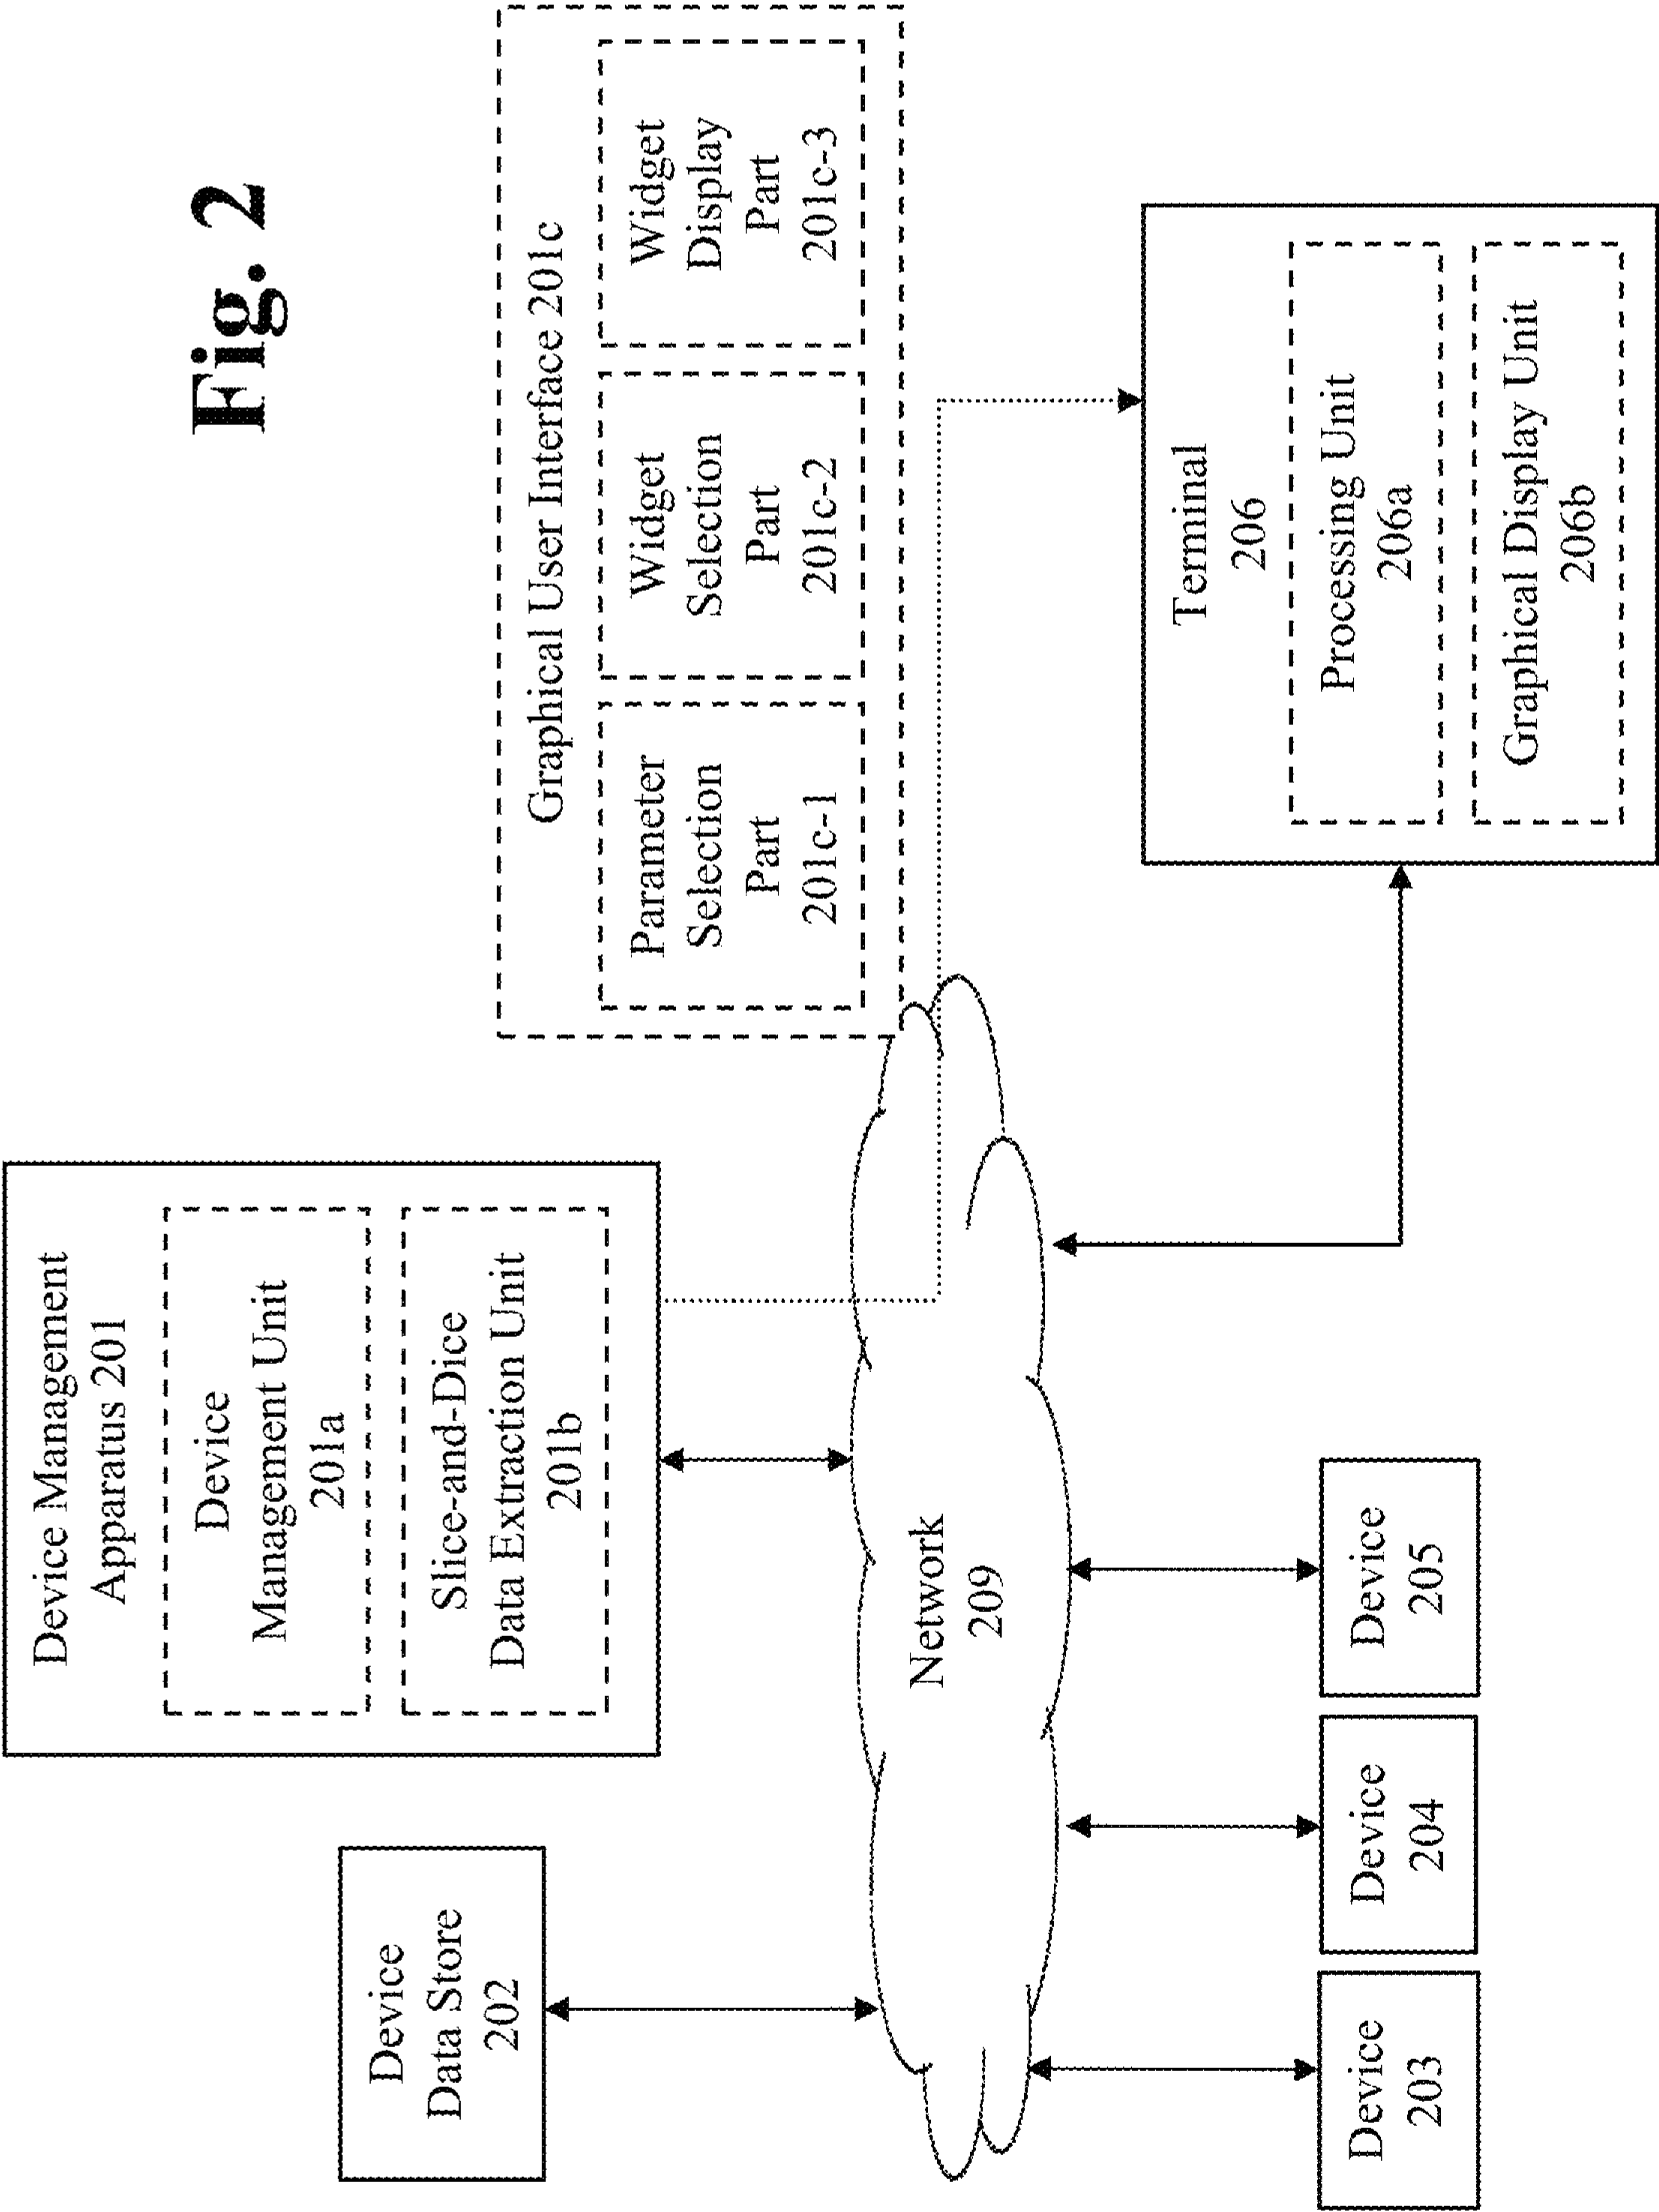 Fig. 2
Device Management
Apparatus 201
Device
Management Unit
201a
Slice-and-Dice
Data Extraction Unit
201b
Graphical User Interface 201c
Parameter
Selection
Part
201c-1
Widget
Selection
Part
201c-2
Widget
Display
Part
201c-3
Device
Data Store
202
Network
209
Terminal
206
Processing Unit
206a
Graphical Display Unit
206b
Device
203
Device
204
Device
205